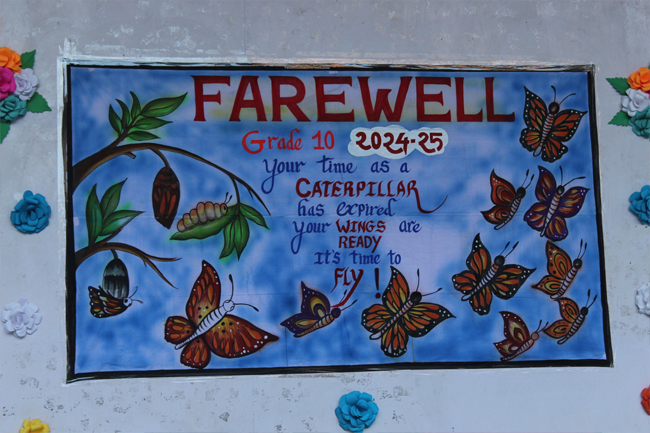 FAREWELL
Grade 10 2024-25
Your time as a
CATERPILLAR
has expired
your WINGS are
READY
It's time to
FLY!